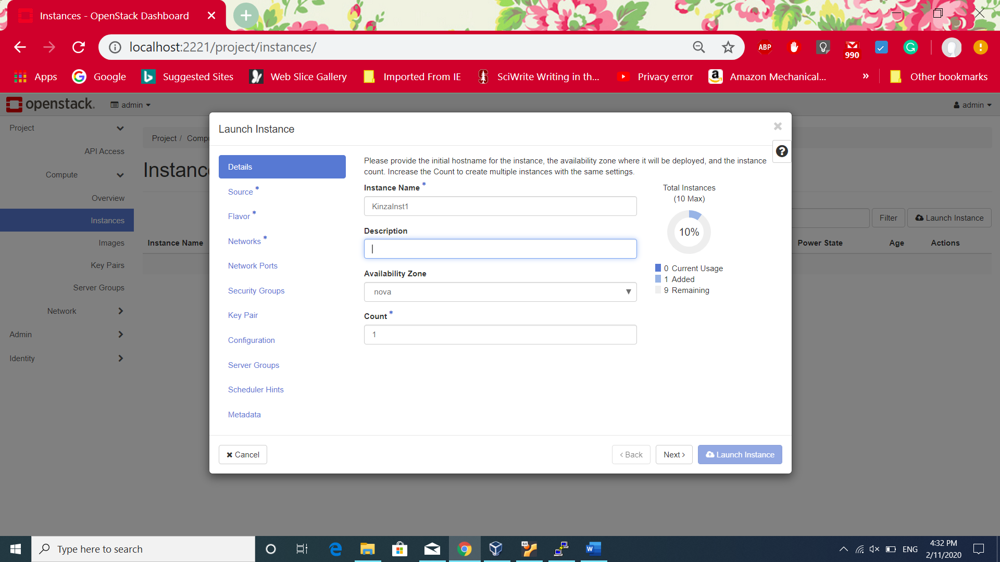 Instances - OpenStack Dashboard
localhost:2221/project/instances/
ABP
990
Apps
Google
Suggested Sites
Web Slice Gallery
Imported From IE
SciWrite Writing in th...
Privacy error
Amazon Mechanical...
»
Other bookmarks
openstack.
admin
admin
Project
API Access
Compute
Overview
Instances
Images
Key Pairs
Server Groups
Network
Admin
Identity
Project /
Filter
Launch Instance
Instance Name
Power State
Age
Actions
Launch Instance
Details
Source *
Flavor *
Networks *
Network Ports
Security Groups
Key Pair
Configuration
Server Groups
Scheduler Hints
Metadata
Please provide the initial hostname for the instance, the availability zone where it will be deployed, and the instance
count. Increase the Count to create multiple instances with the same settings.
Instance Name *
KinzaInst1
Description
Availability Zone
nova
Count *
1
Total Instances
(10 Max)
10%
0 Current Usage
1 Added
9 Remaining
Cancel
< Back
Next >
Launch Instance
Type here to search
64
ENG
4:32 PM
2/11/2020